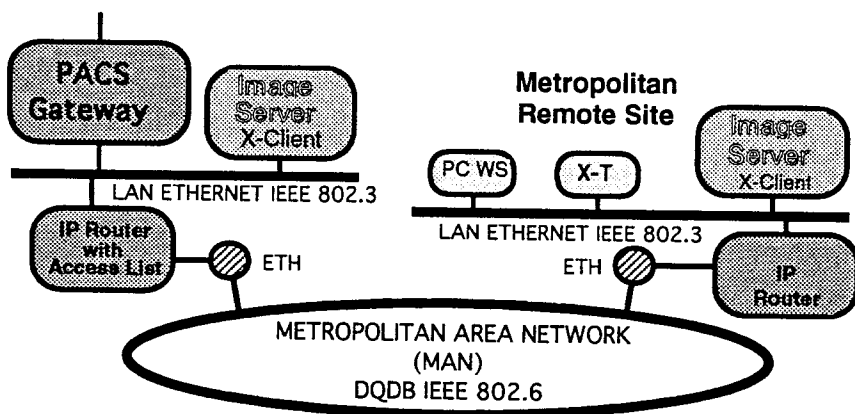 PACS
Gateway
Image
Server
X-Client
LAN ETHERNET IEEE 802.3
IP Router
with
Access List
ETH
Metropolitan
Remote Site
PC WS
X-T
Image
Server
X-Client
LAN ETHERNET IEEE 802.3
ETH
IP
Router
METROPOLITAN AREA NETWORK
(MAN)
DQDB IEEE 802.6